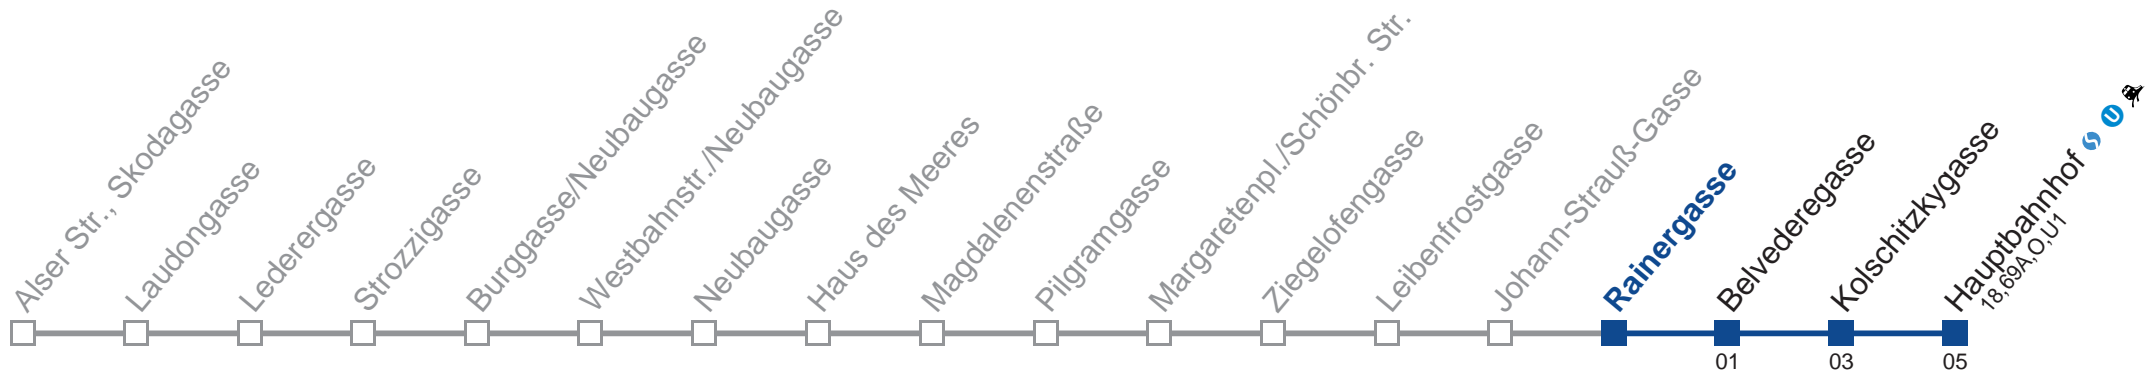 Alser Str., Skodagasse
Laudongasse
Lederergasse
Strozzigasse
Burggasse/Neubaugasse
Westbahnstr./Neubaugasse
Neubaugasse
Haus des Meeres
Magdalenenstraße
Pilgramgasse
Margaretenpl./Schönbr. Str.
Ziegelofengasse
Leibenfrostgasse
Johann-Strauß-Gasse
Rainergasse
Belvederegasse
Kolschitzkygasse
Hauptbahnhof U
18,69A,O,U1
01
03
05